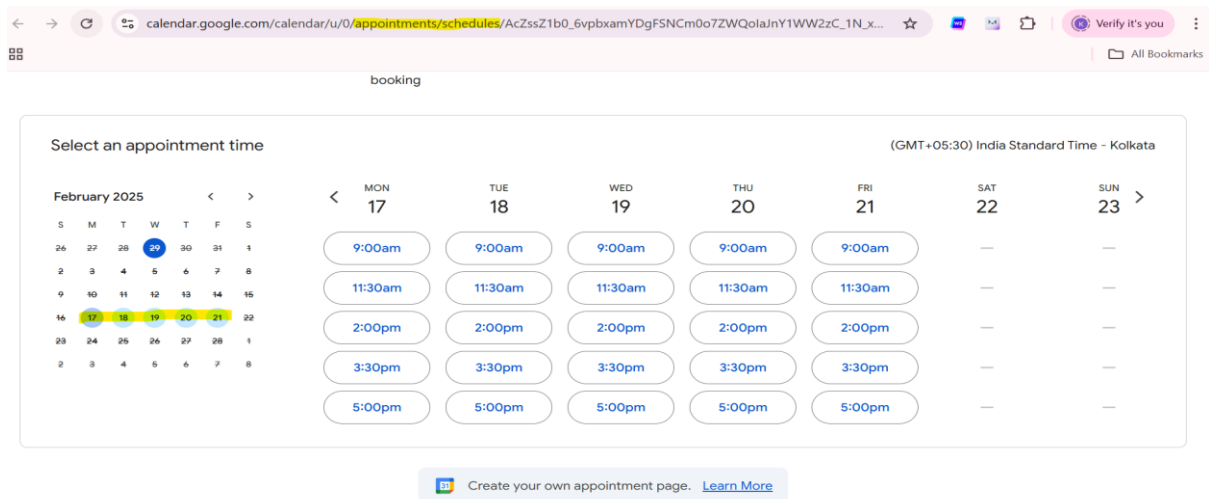 calendar.google.com/calendar/u/0/appointments/schedules/AcZssZ1b0_6vpbxamYDgFSNCm0o7ZWQoIaJnY1WW2zC_1N_x...
K Verify it's you
All Bookmarks
booking
Select an appointment time
(GMT+05:30) India Standard Time - Kolkata
February 2025
S M T W T F S
26 27 28 29 30 31 1
2 3 4 5 6 7 8
9 10 11 12 13 14 15
16 17 18 19 20 21 22
23 24 25 26 27 28 1
2 3 4 5 6 7 8
MON TUE WED THU FRI SAT SUN
17 18 19 20 21 22 23
9:00am 9:00am 9:00am 9:00am 9:00am — —
11:30am 11:30am 11:30am 11:30am 11:30am — —
2:00pm 2:00pm 2:00pm 2:00pm 2:00pm — —
3:30pm 3:30pm 3:30pm 3:30pm 3:30pm — —
5:00pm 5:00pm 5:00pm 5:00pm 5:00pm — —
31 Create your own appointment page. Learn More